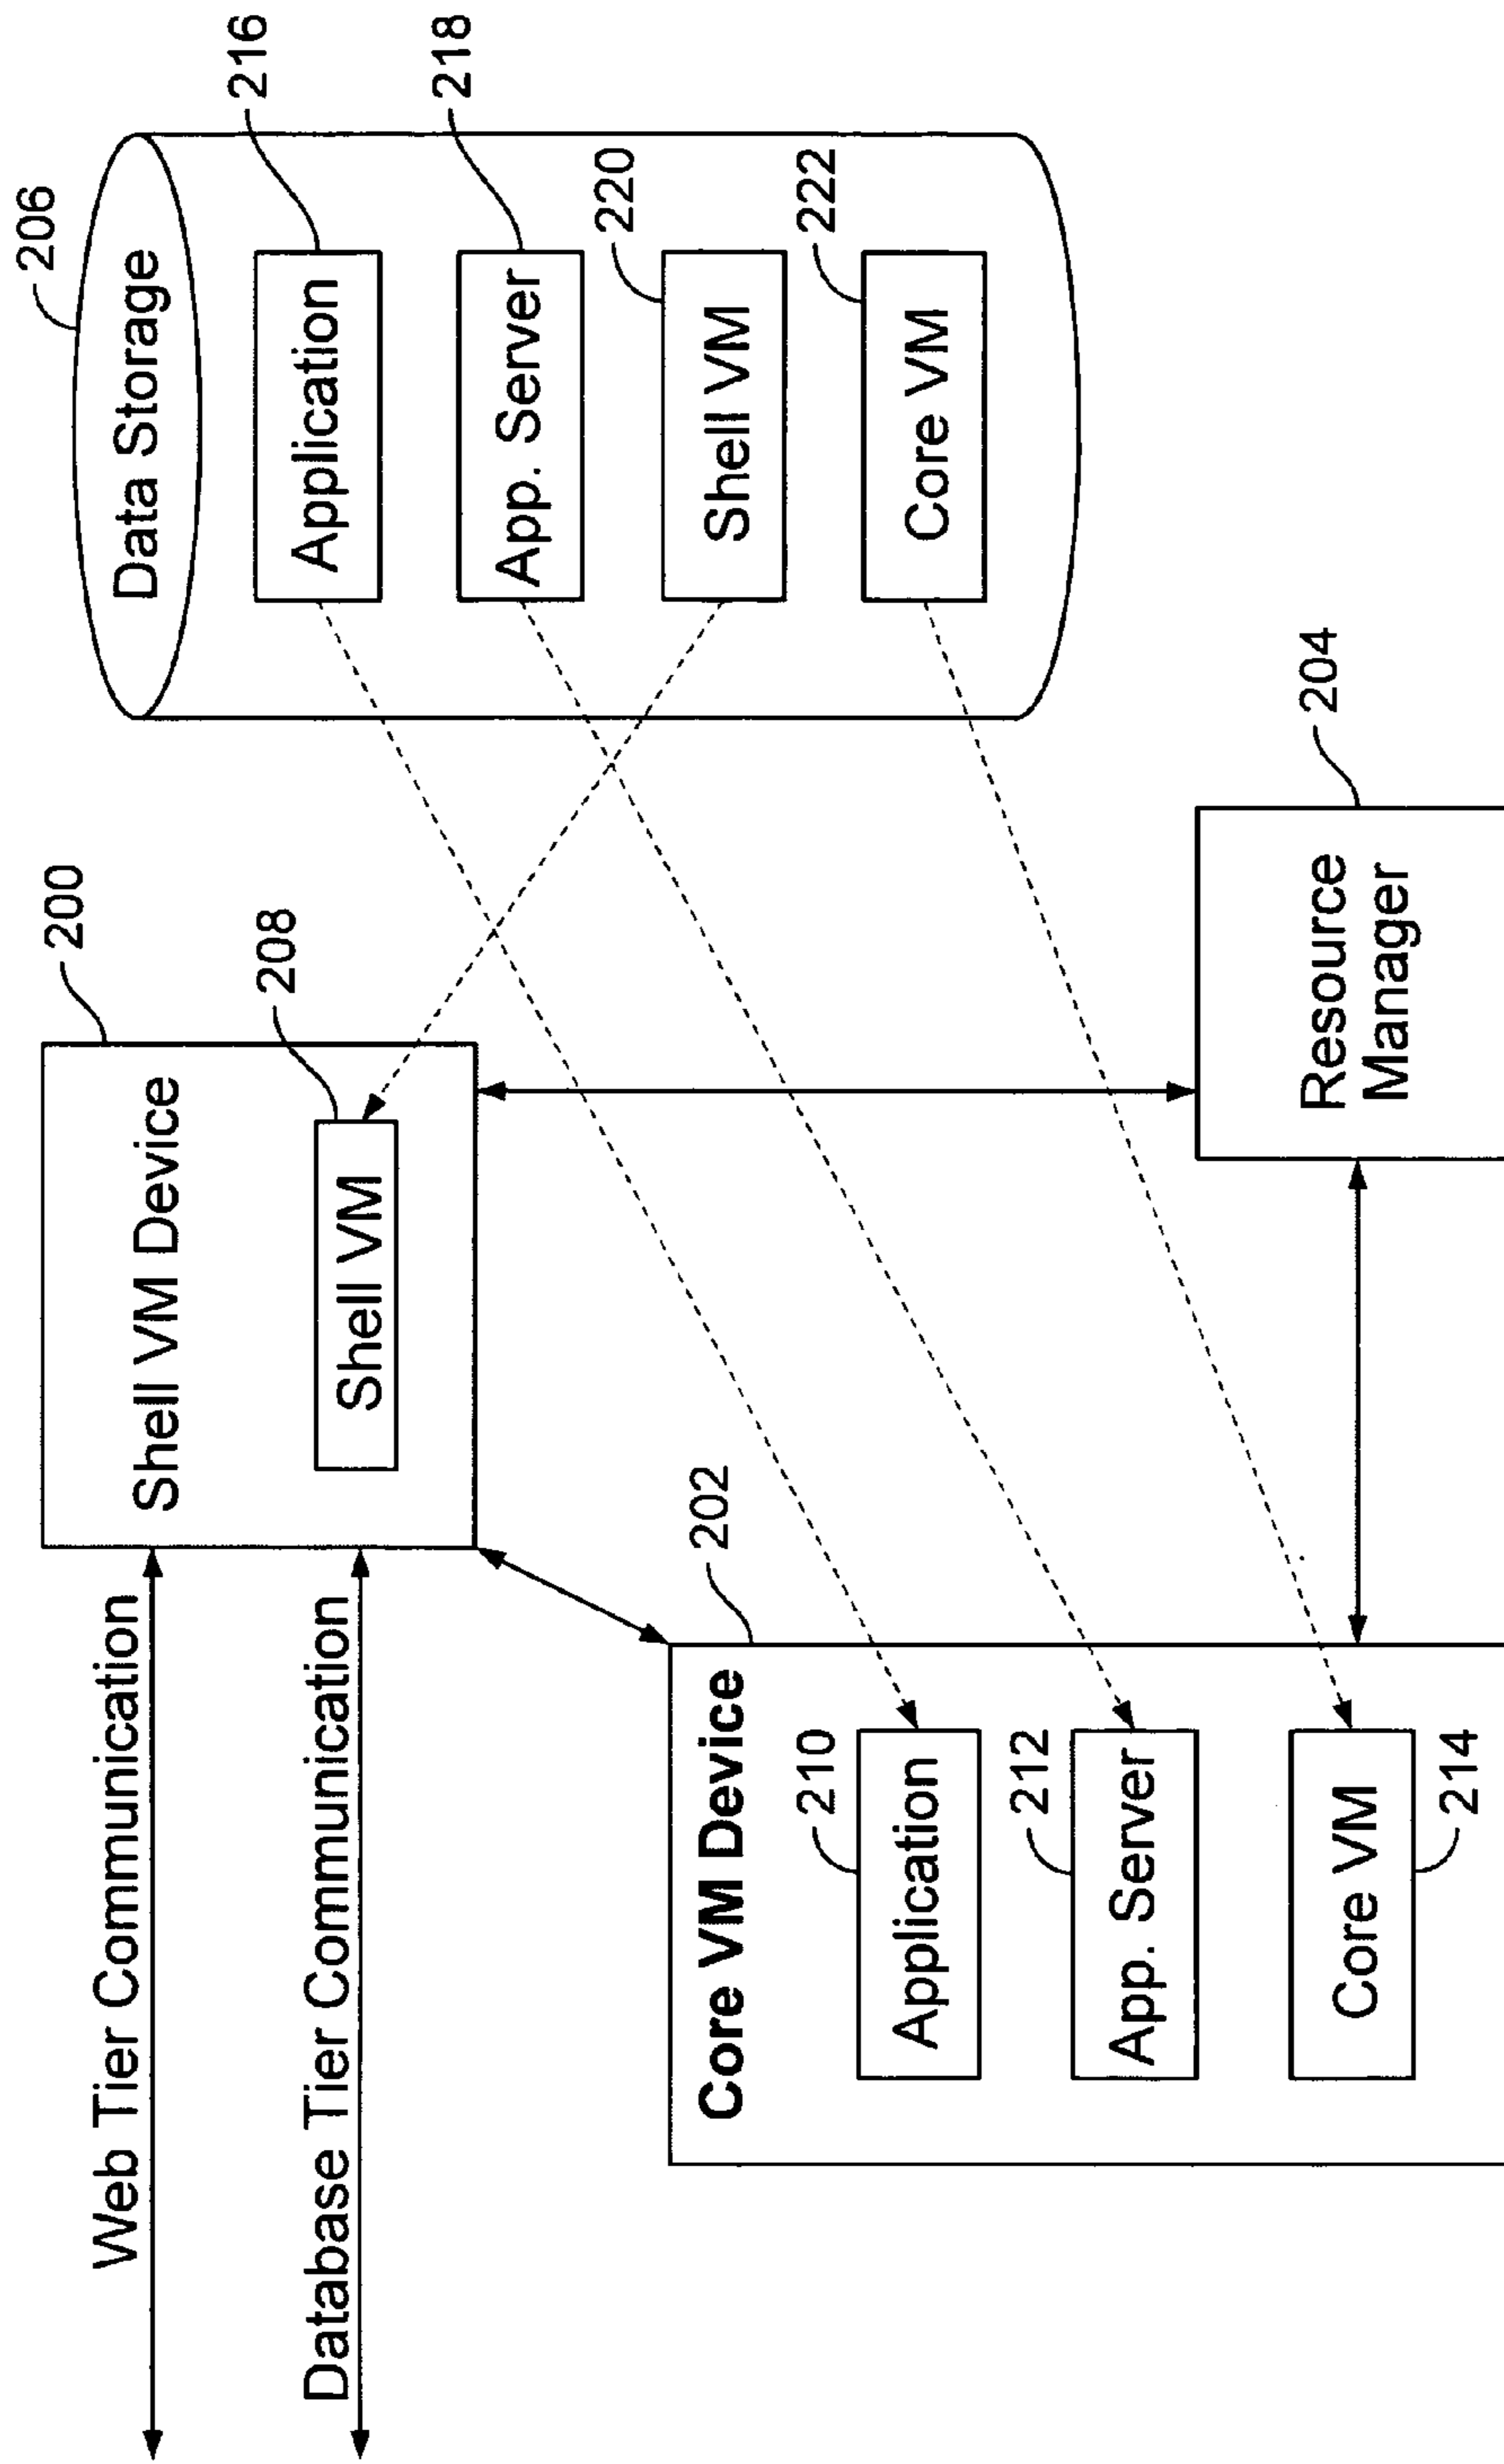 Web Tier Communication
Database Tier Communication
200
Shell VM Device
208
Shell VM
206
Data Storage
216
Application
218
App. Server
220
Shell VM
222
Core VM
202
Core VM Device
210
Application
212
App. Server
Core VM
214
204
Resource
Manager